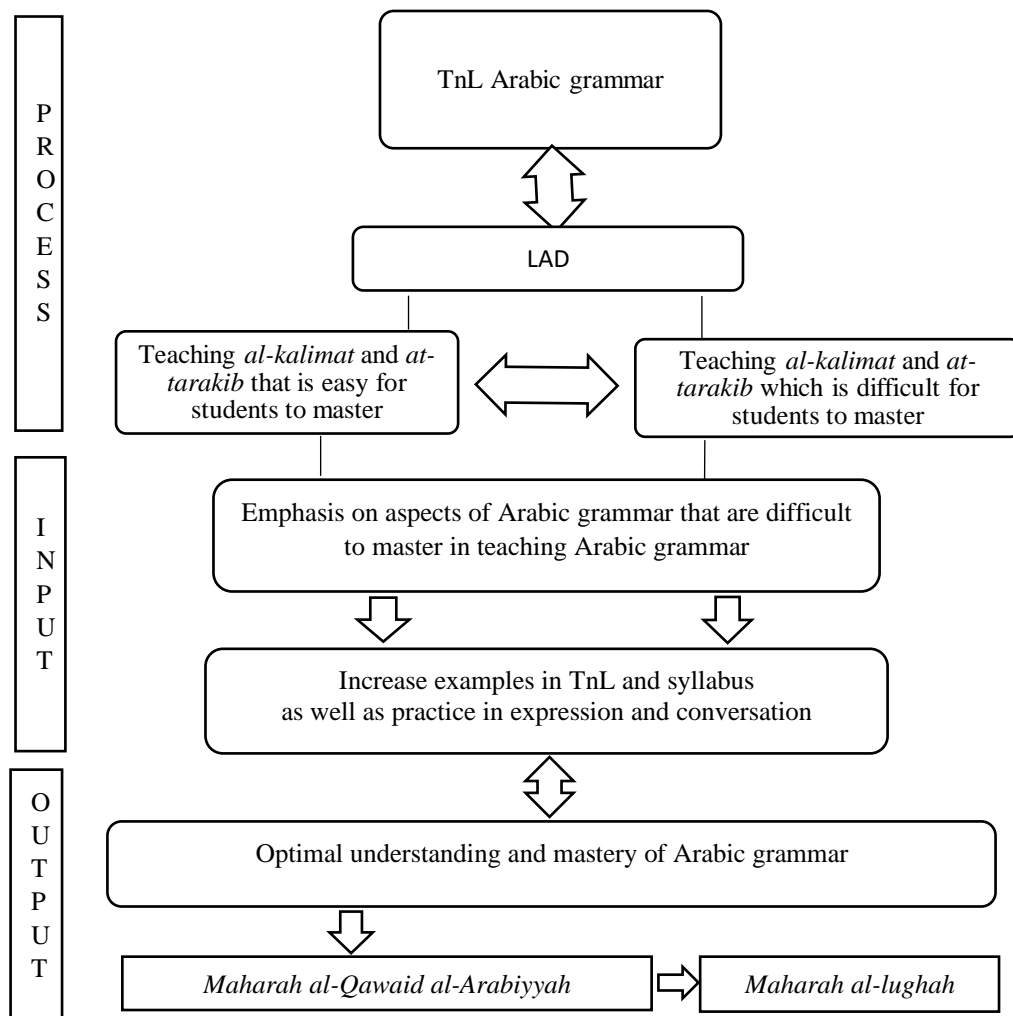 PROCESS
TnL Arabic grammar
LAD
Teaching al-kalimat and at-
tarakib that is easy for
students to master
Teaching al-kalimat and at-
tarakib which is difficult for
students to master
INPUT
Emphasis on aspects of Arabic grammar that are difficult
to master in teaching Arabic grammar
Increase examples in TnL and syllabus
as well as practice in expression and conversation
OUTPUT
Optimal understanding and mastery of Arabic grammar
Maharah al-Qawaid al-Arabiyyah
Maharah al-lughah